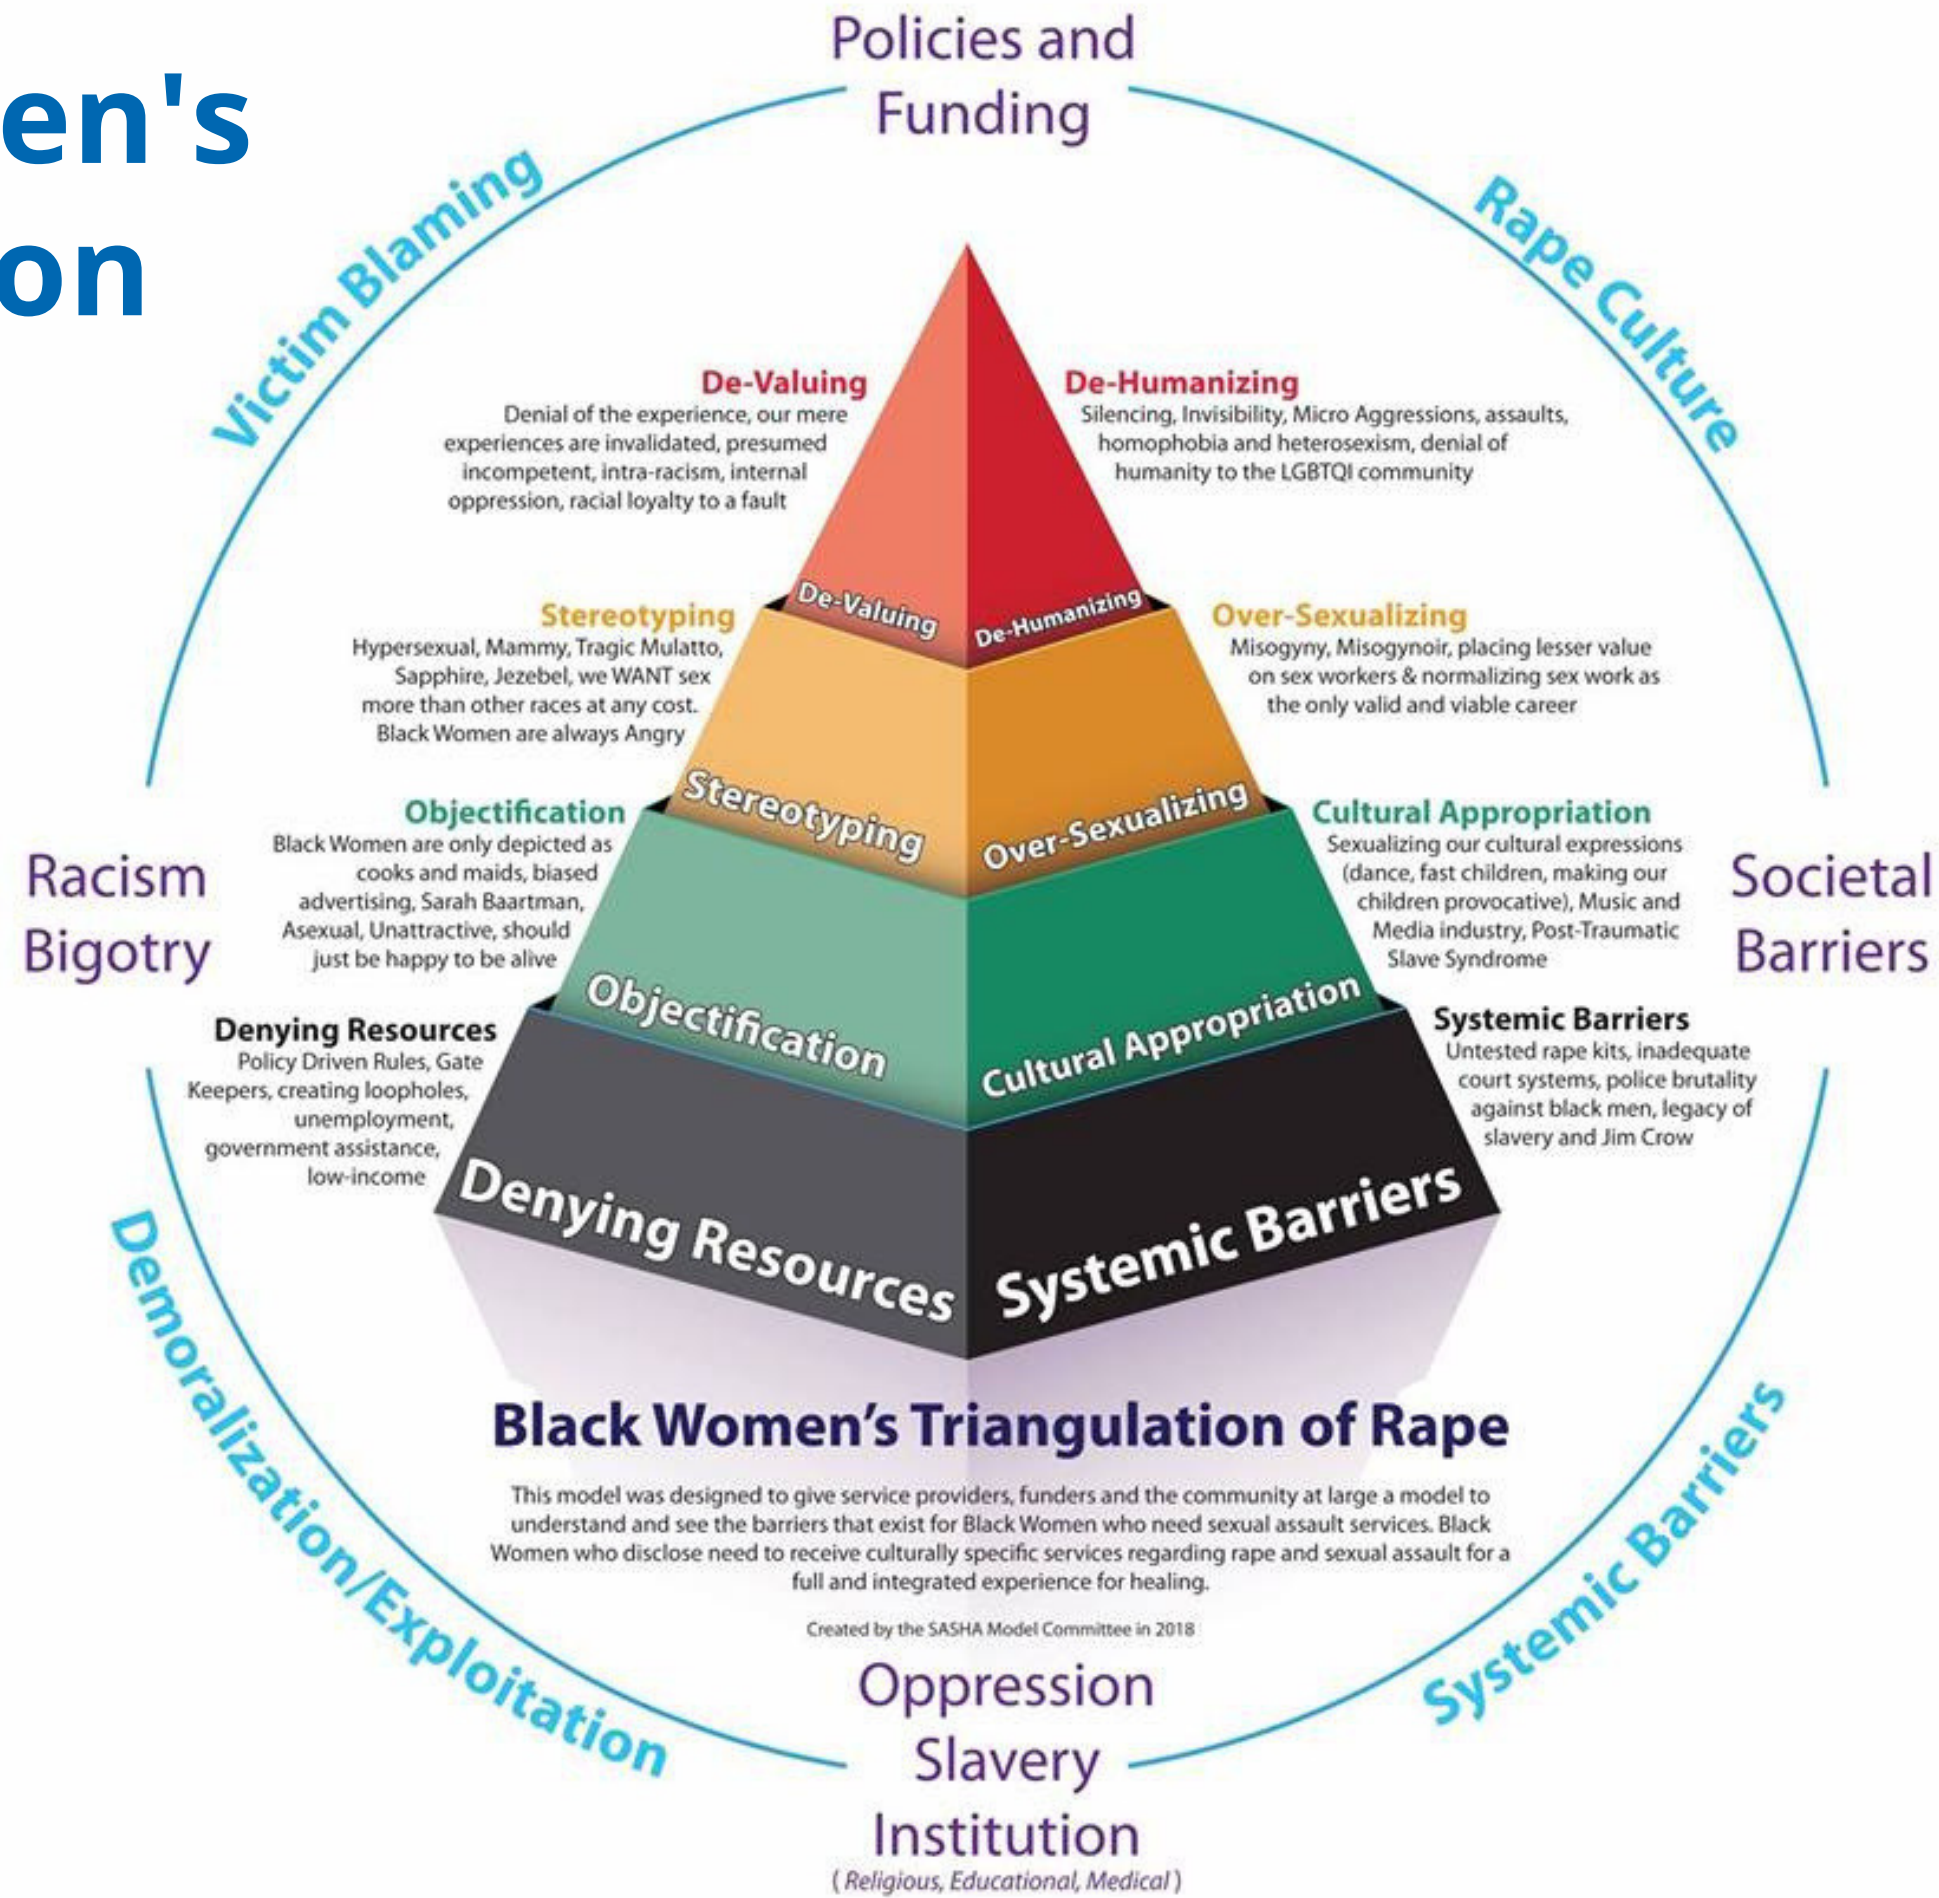 en's
on
Policies and
Funding
Victim Blaming
Rape Culture
De-Valuing
Denial of the experience, our mere
experiences are invalidated, presumed
incompetent, intra-racism, internal
oppression, racial loyalty to a fault
De-Humanizing
Silencing, Invisibility, Micro Aggressions, assaults,
homophobia and heterosexism, denial of
humanity to the LGBTQI community
De-Valuing
De-Humanizing
Stereotyping
Hypersexual, Mammy, Tragic Mulatto,
Sapphire, Jezebel, we WANT sex
more than other races at any cost.
Black Women are always Angry
Over-Sexualizing
Misogyny, Misogynoir, placing lesser value
on sex workers & normalizing sex work as
the only valid and viable career
Stereotyping
Over-Sexualizing
Racism
Bigotry
Objectification
Black Women are only depicted as
cooks and maids, biased
advertising, Sarah Baartman,
Asexual, Unattractive, should
just be happy to be alive
Cultural Appropriation
Sexualizing our cultural expressions
(dance, fast children, making our
children provocative), Music and
Media industry, Post-Traumatic
Slave Syndrome
Societal
Barriers
Objectification
Cultural Appropriation
Denying Resources
Policy Driven Rules, Gate
Keepers, creating loopholes,
unemployment,
government assistance,
low-income
Systemic Barriers
Untested rape kits, inadequate
court systems, police brutality
against black men, legacy of
slavery and Jim Crow
Denying Resources
Systemic Barriers
Demoralization/Exploitation
Systemic Barriers
Black Women's Triangulation of Rape
This model was designed to give service providers, funders and the community at large a model to
understand and see the barriers that exist for Black Women who need sexual assault services. Black
Women who disclose need to receive culturally specific services regarding rape and sexual assault for a
full and integrated experience for healing.
Created by the SASHA Model Committee in 2018
Oppression
Slavery
Institution
( Religious, Educational, Medical )